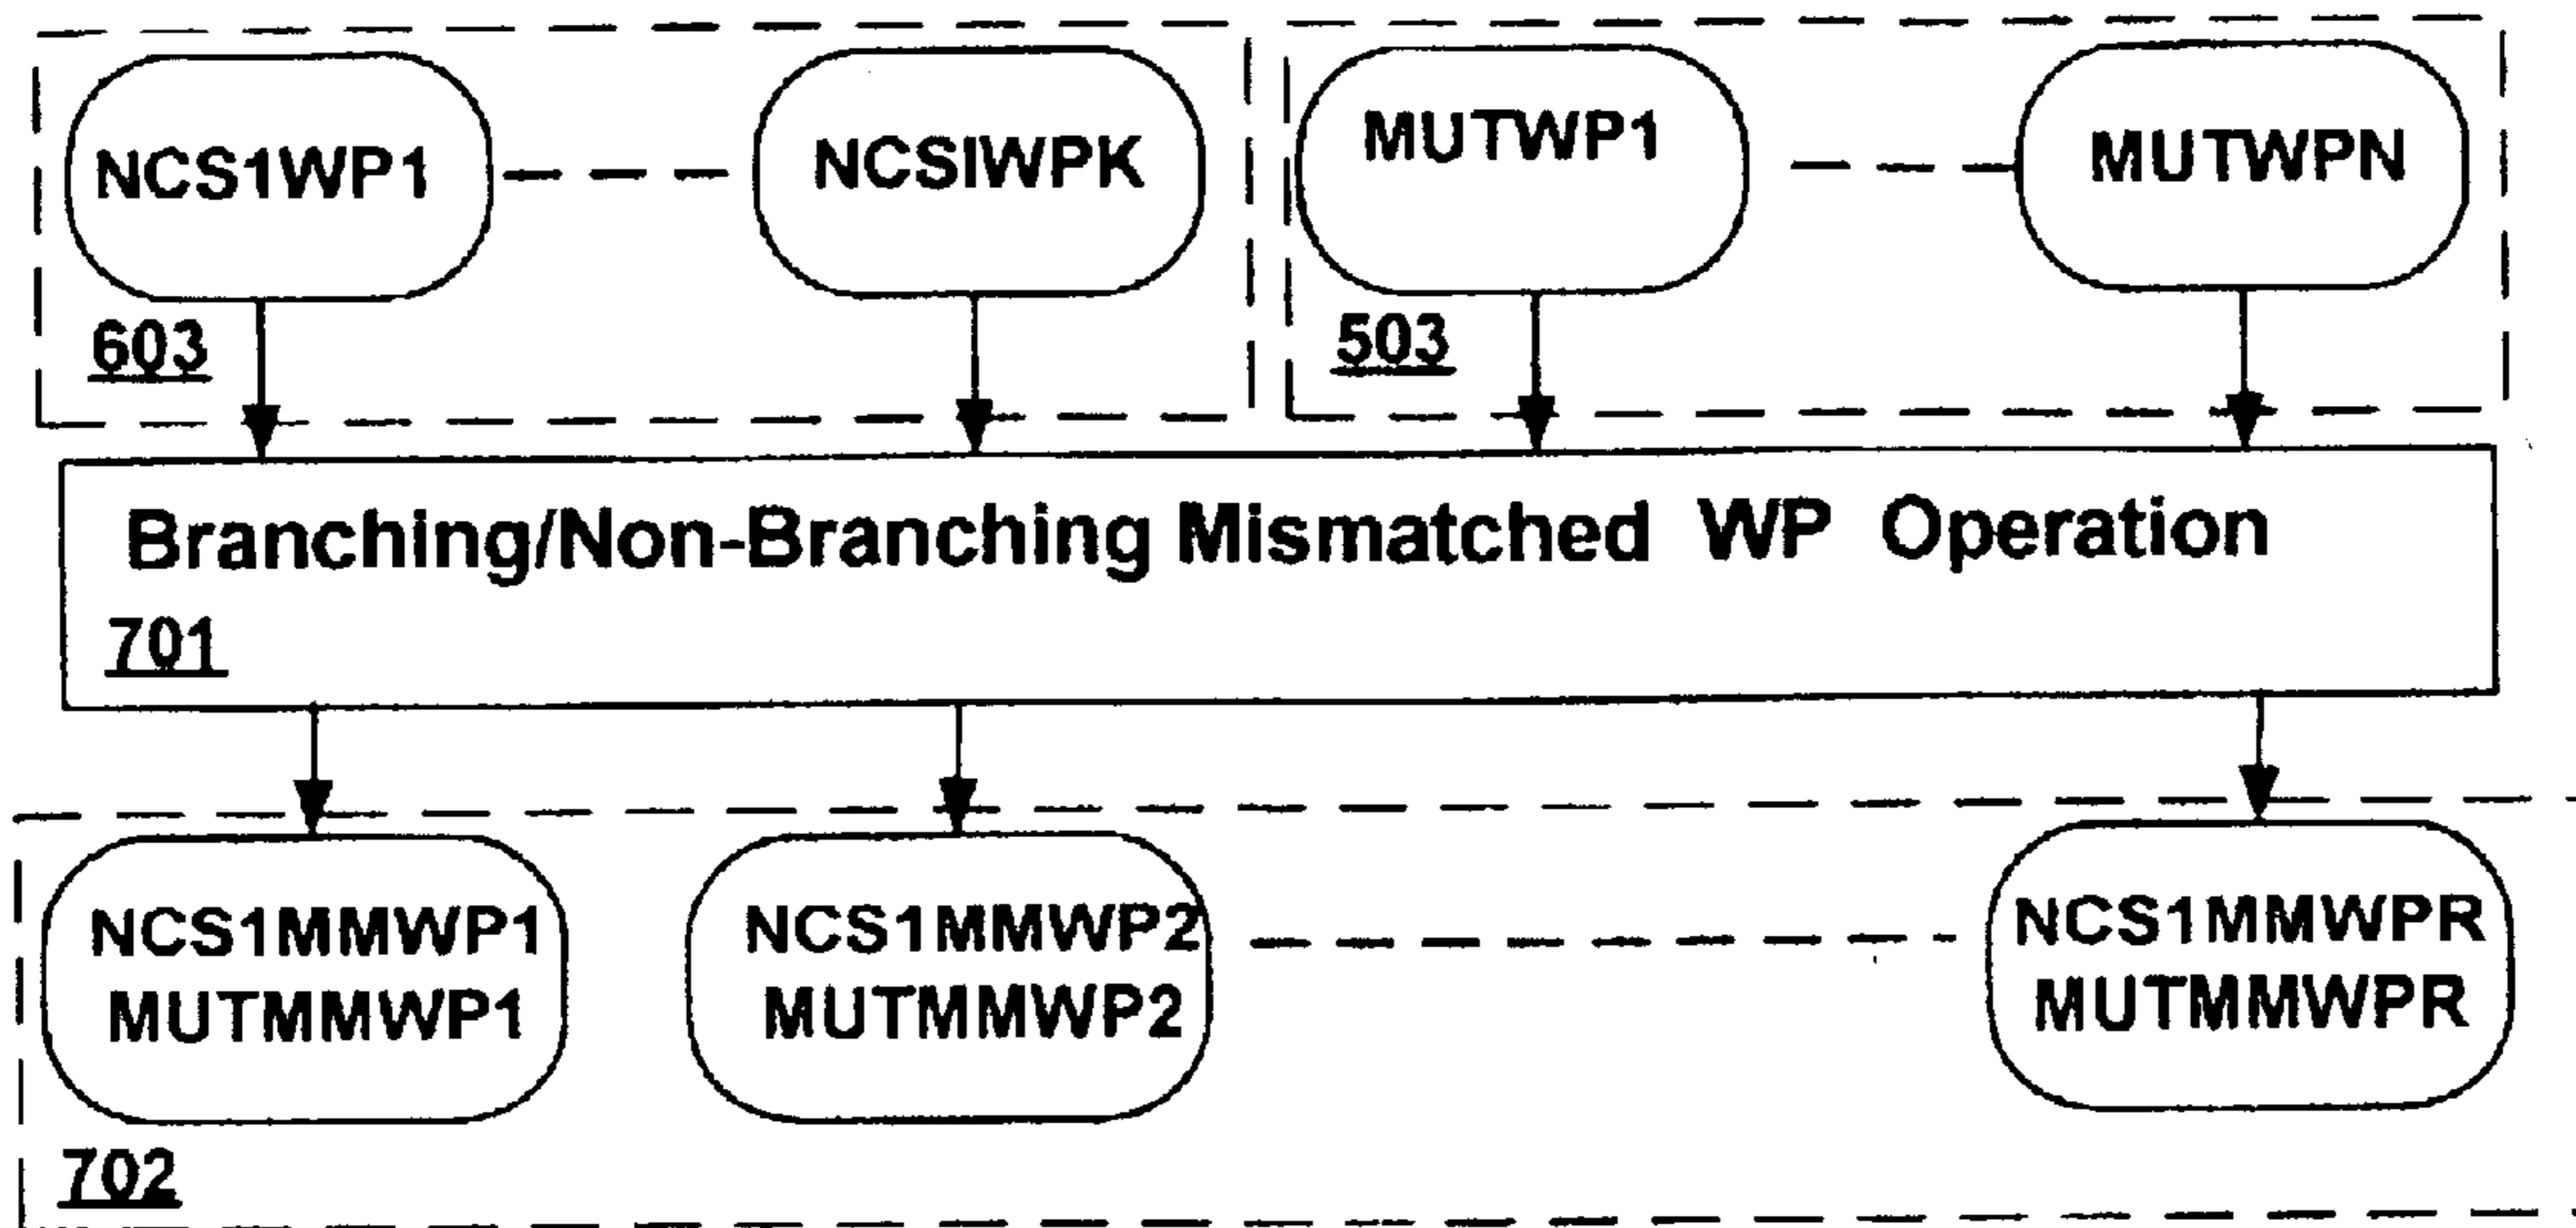 NCS1WP1
NCSIWPK
MUTWP1
MUTWPN
603
503
Branching/Non-Branching Mismatched WP Operation
701
NCS1MMWP1
MUTMMWP1
NCS1MMWP2
MUTMMWP2
NCS1MMWPR
MUTMMWPR
702